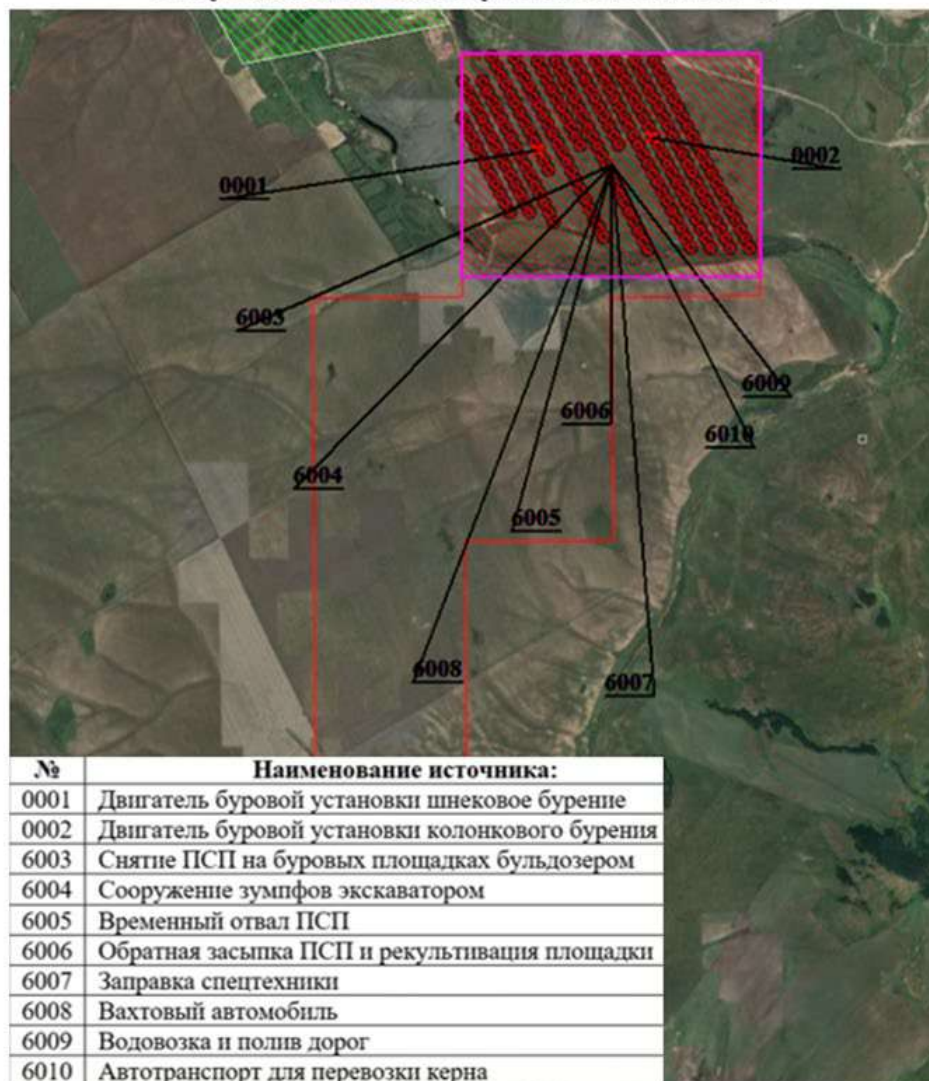 0001
0002
6003
6009
6006
6010
6004
6005
6008
6007
№ Наименование источника:
0001 Двигатель буровой установки шнековое бурение
0002 Двигатель буровой установки колонкового бурения
6003 Снятие ПСП на буровых площадках бульдозером
6004 Сооружение зумпфов экскаватором
6005 Временный отвал ПСП
6006 Обратная засыпка ПСП и рекультивация площадки
6007 Заправка спецтехники
6008 Вахтовый автомобиль
6009 Водовозка и полив дорог
6010 Автотранспорт для перевозки керна